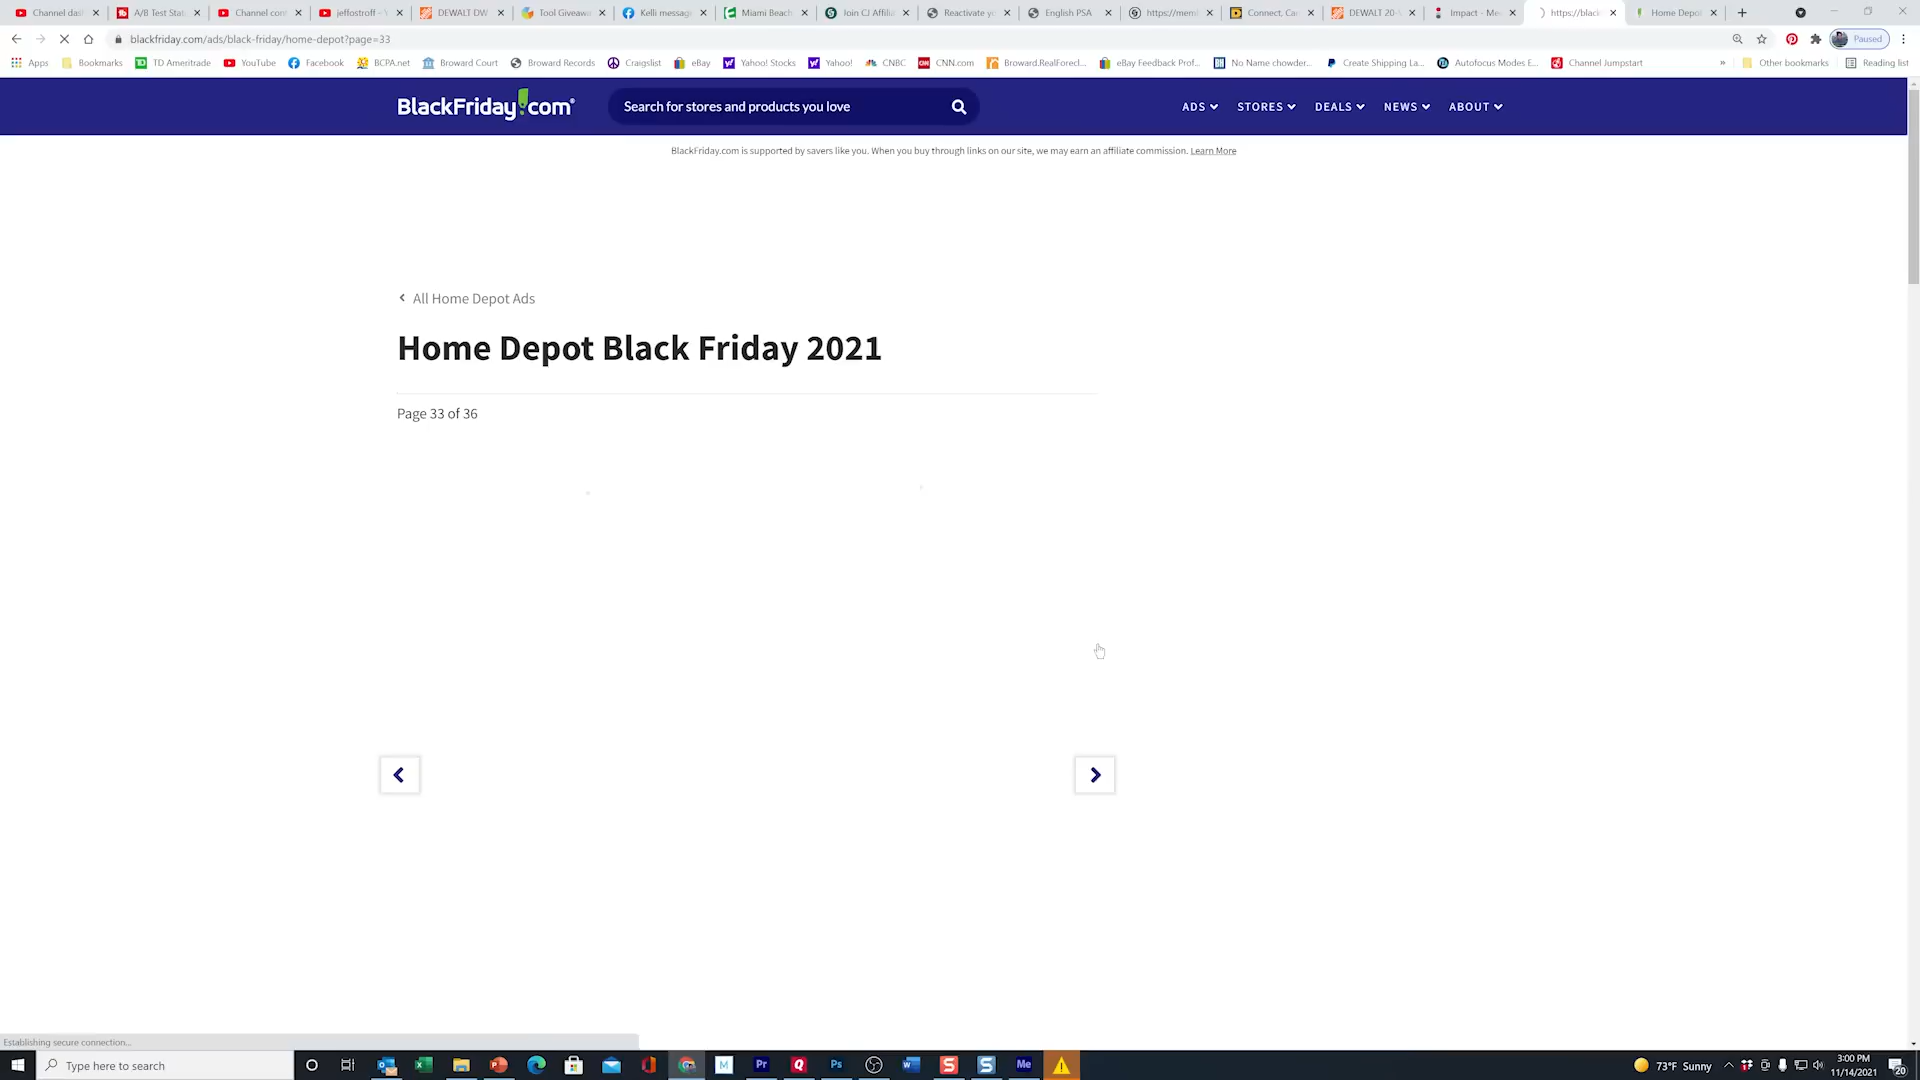 Channel das
A/B Test Stat
Channel con
jeffostroff - Y
DEWALT DW
Tool Giveaw
Kelli messag
Miami Beach
Join CJ Affilia
Reactivate yo
English PSA
https://mem
Connect, Ca
DEWALT 20-V
Impact - Me
https://black
Home Depot
blackfriday.com/ads/black-friday/home-depot?page=33
Paused
Apps
Bookmarks
TD Ameritrade
YouTube
Facebook
BCPA.net
Broward Court
Broward Records
Craigslist
eBay
Yahoo! Stocks
Yahoo!
CNBC
CNN.com
Broward.RealForecl...
eBay Feedback Prof...
No Name chowder...
Create Shipping La...
Autofocus Modes E...
Channel Jumpstart
»
Other bookmarks
Reading list
BlackFriday!com
Search for stores and products you love
ADS
STORES
DEALS
NEWS
ABOUT
BlackFriday.com is supported by savers like you. When you buy through links on our site, we may earn an affiliate commission. Learn More
All Home Depot Ads
Home Depot Black Friday 2021
Page 33 of 36
Establishing secure connection...
Type here to search
73°F Sunny
3:00 PM
11/14/2021
20